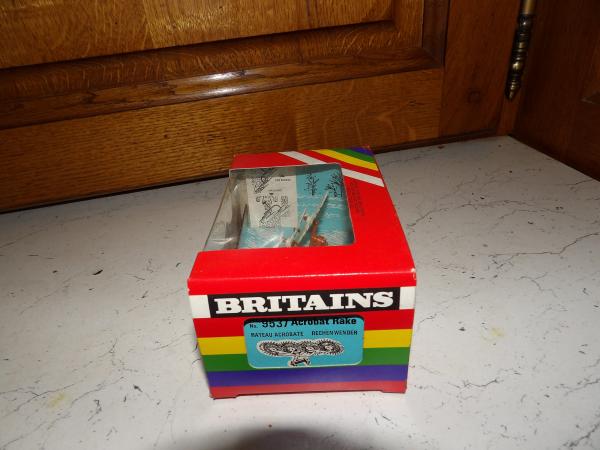 BRITAINS
No. 9537 Acrobat Rake
RATEAU ACROBATE RECHENWENDER